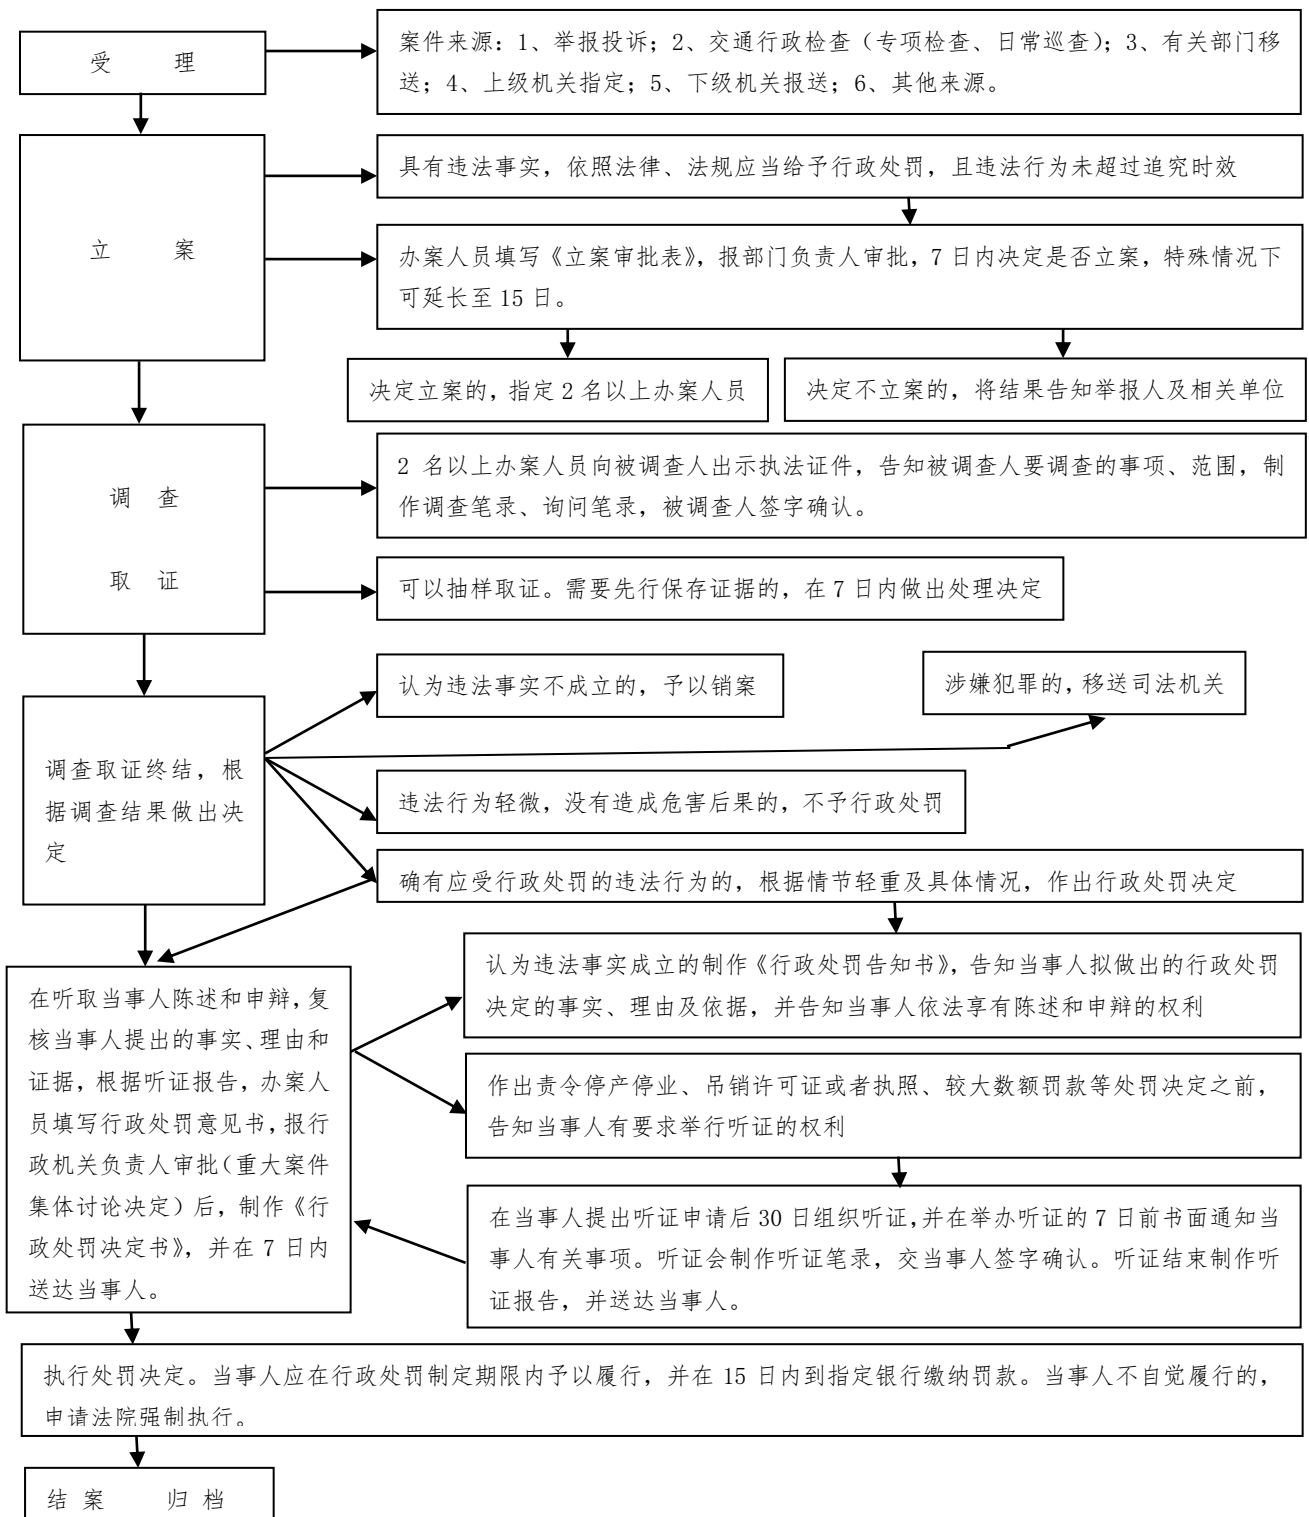 受 理
案件来源：1、举报投诉；2、交通行政检查（专项检查、日常巡查）；3、有关部门移
送；4、上级机关指定；5、下级机关报送；6、其他来源。
立 案
具有违法事实，依照法律、法规应当给予行政处罚，且违法行为未超过追究时效
办案人员填写《立案审批表》，报部门负责人审批，7 日内决定是否立案，特殊情况下
可延长至 15 日。
决定立案的，指定 2 名以上办案人员
决定不立案的，将结果告知举报人及相关单位
调 查
取 证
2 名以上办案人员向被调查人出示执法证件，告知被调查人要调查的事项、范围，制
作调查笔录、询问笔录，被调查人签字确认。
可以抽样取证。需要先行保存证据的，在 7 日内做出处理决定
调查取证终结，根
据调查结果做出决
定
认为违法事实不成立的，予以销案
涉嫌犯罪的，移送司法机关
违法行为轻微，没有造成危害后果的，不予行政处罚
确有应受行政处罚的违法行为的，根据情节轻重及具体情况，作出行政处罚决定
在听取当事人陈述和申辩，复
核当事人提出的事实、理由和
证据，根据听证报告，办案人
员填写行政处罚意见书，报行
政机关负责人审批（重大案件
集体讨论决定）后，制作《行
政处罚决定书》，并在 7 日内
送达当事人。
认为违法事实成立的制作《行政处罚告知书》，告知当事人拟做出的行政处罚
决定的事实、理由及依据，并告知当事人依法享有陈述和申辩的权利
作出责令停产停业、吊销许可证或者执照、较大数额罚款等处罚决定之前，
告知当事人有要求举行听证的权利
在当事人提出听证申请后 30 日组织听证，并在举办听证的 7 日前书面通知当
事人有关事项。听证会制作听证笔录，交当事人签字确认。听证结束制作听
证报告，并送达当事人。
执行处罚决定。当事人应在行政处罚制定期限内予以履行，并在 15 日内到指定银行缴纳罚款。当事人不自觉履行的，
申请法院强制执行。
结 案 归 档